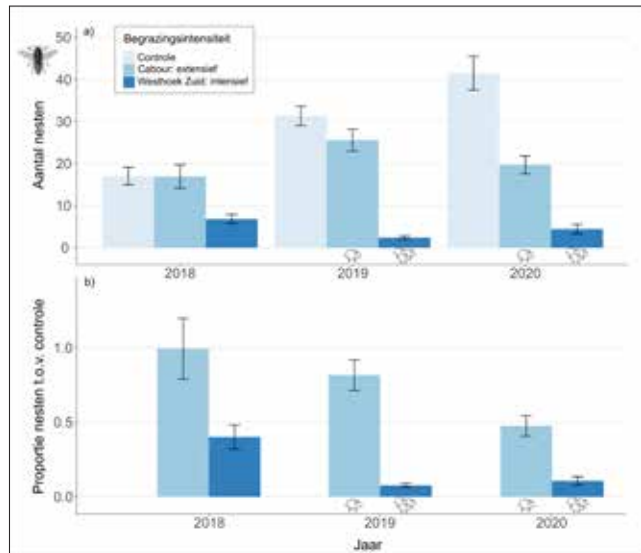 a)
Begrazingsintensiteit
Controle
Cabour: extensief
Westhoek Zuid: intensief
Aantal nesten
50
40
30
20
10
0
2018
2019
2020
b)
Proportie nesten t.o.v. controle
1.0
0.5
0.0
2018
2019
2020
Jaar